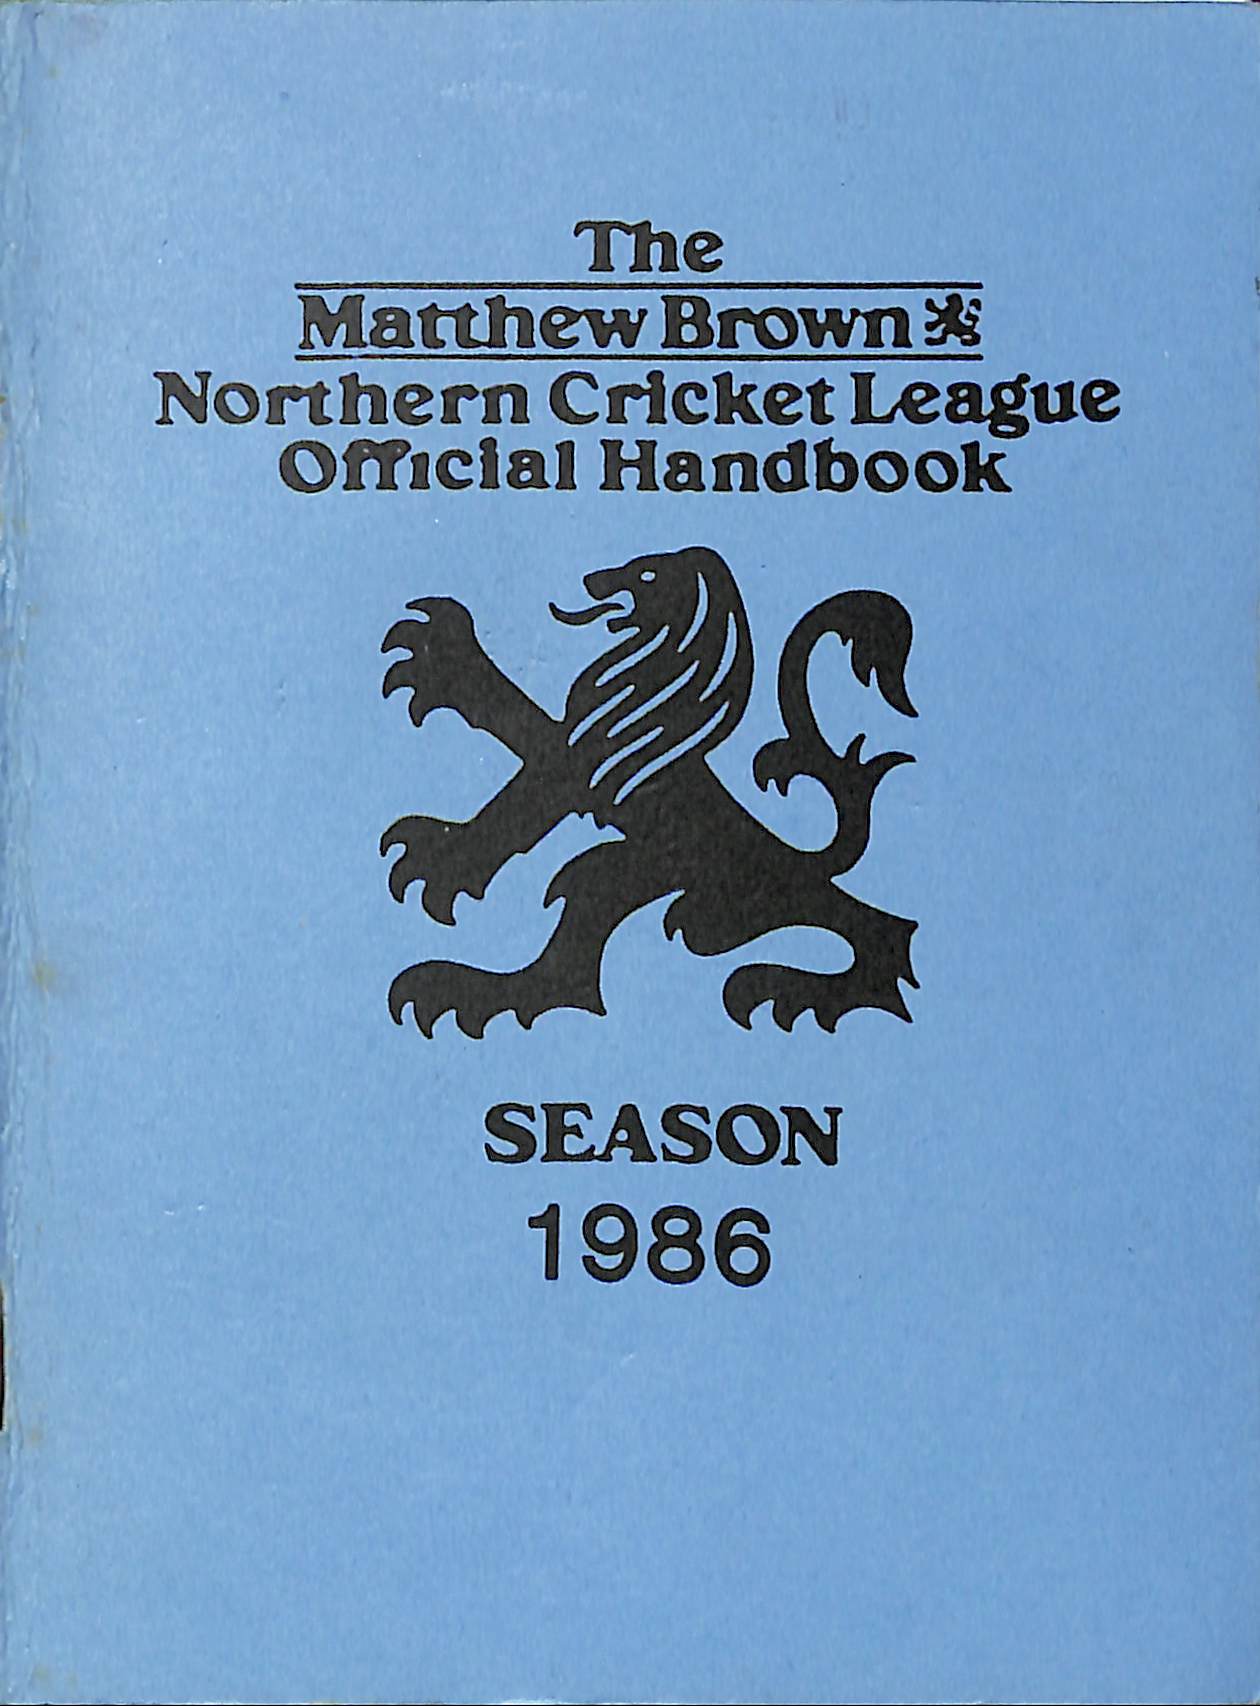 The
Matthew Brown
Northern Cricket League
Official Handbook
SEASON
1986